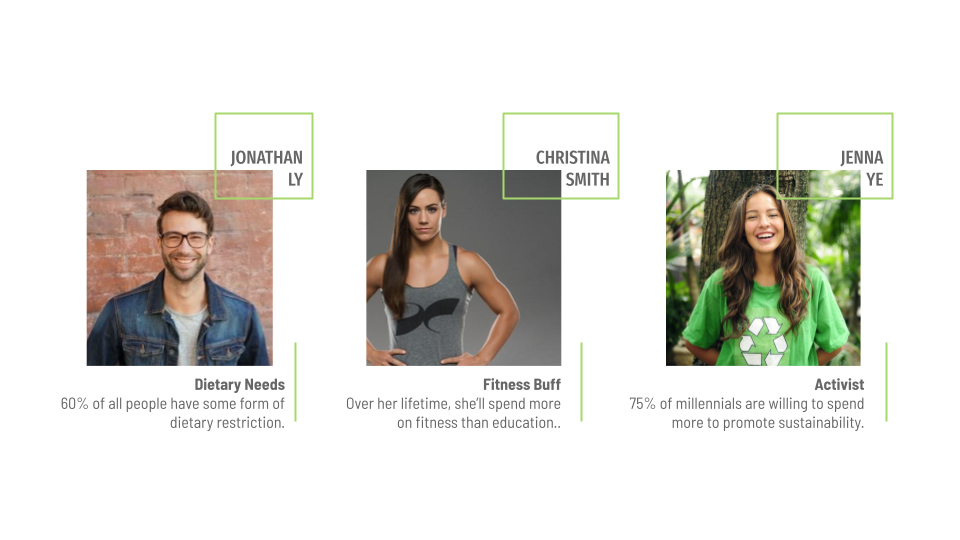 JONATHAN
LY
Dietary Needs
60% of all people have some form of
dietary restriction.
CHRISTINA
SMITH
Fitness Buff
Over her lifetime, she'll spend more
on fitness than education..
JENNA
YE
Activist
75% of millennials are willing to spend
more to promote sustainability.